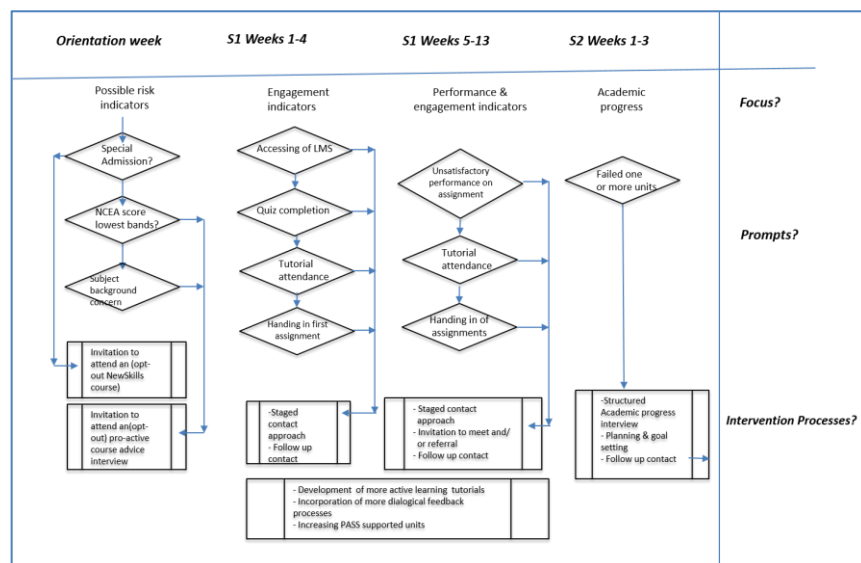 Orientation week
S1 Weeks 1-4
S1 Weeks 5-13
S2 Weeks 1-3
Possible risk
indicators
Engagement
indicators
Performance &
engagement indicators
Academic
progress
Focus?
Special
Admission?
NCEA score
lowest bands?
Subject
background
concern
Accessing of LMS
Quiz completion
Tutorial
attendance
Handing in first
assignment
Unsatisfactory
performance on
assignment
Tutorial
attendance
Handing in of
assignments
Failed one
or more units
Prompts?
Invitation to
attend an (opt-
out NewSkills
course)
Invitation to
attend an(opt-
out) pro-active
course advice
interview
-Staged
contact
approach
- Follow up
contact
- Staged contact
approach
- Invitation to meet and/
or referral
- Follow up contact
-Structured
Academic progress
interview
- Planning & goal
setting
- Follow up contact
Intervention Processes?
- Development of more active learning tutorials
- Incorporation of more dialogical feedback
processes
- Increasing PASS supported units